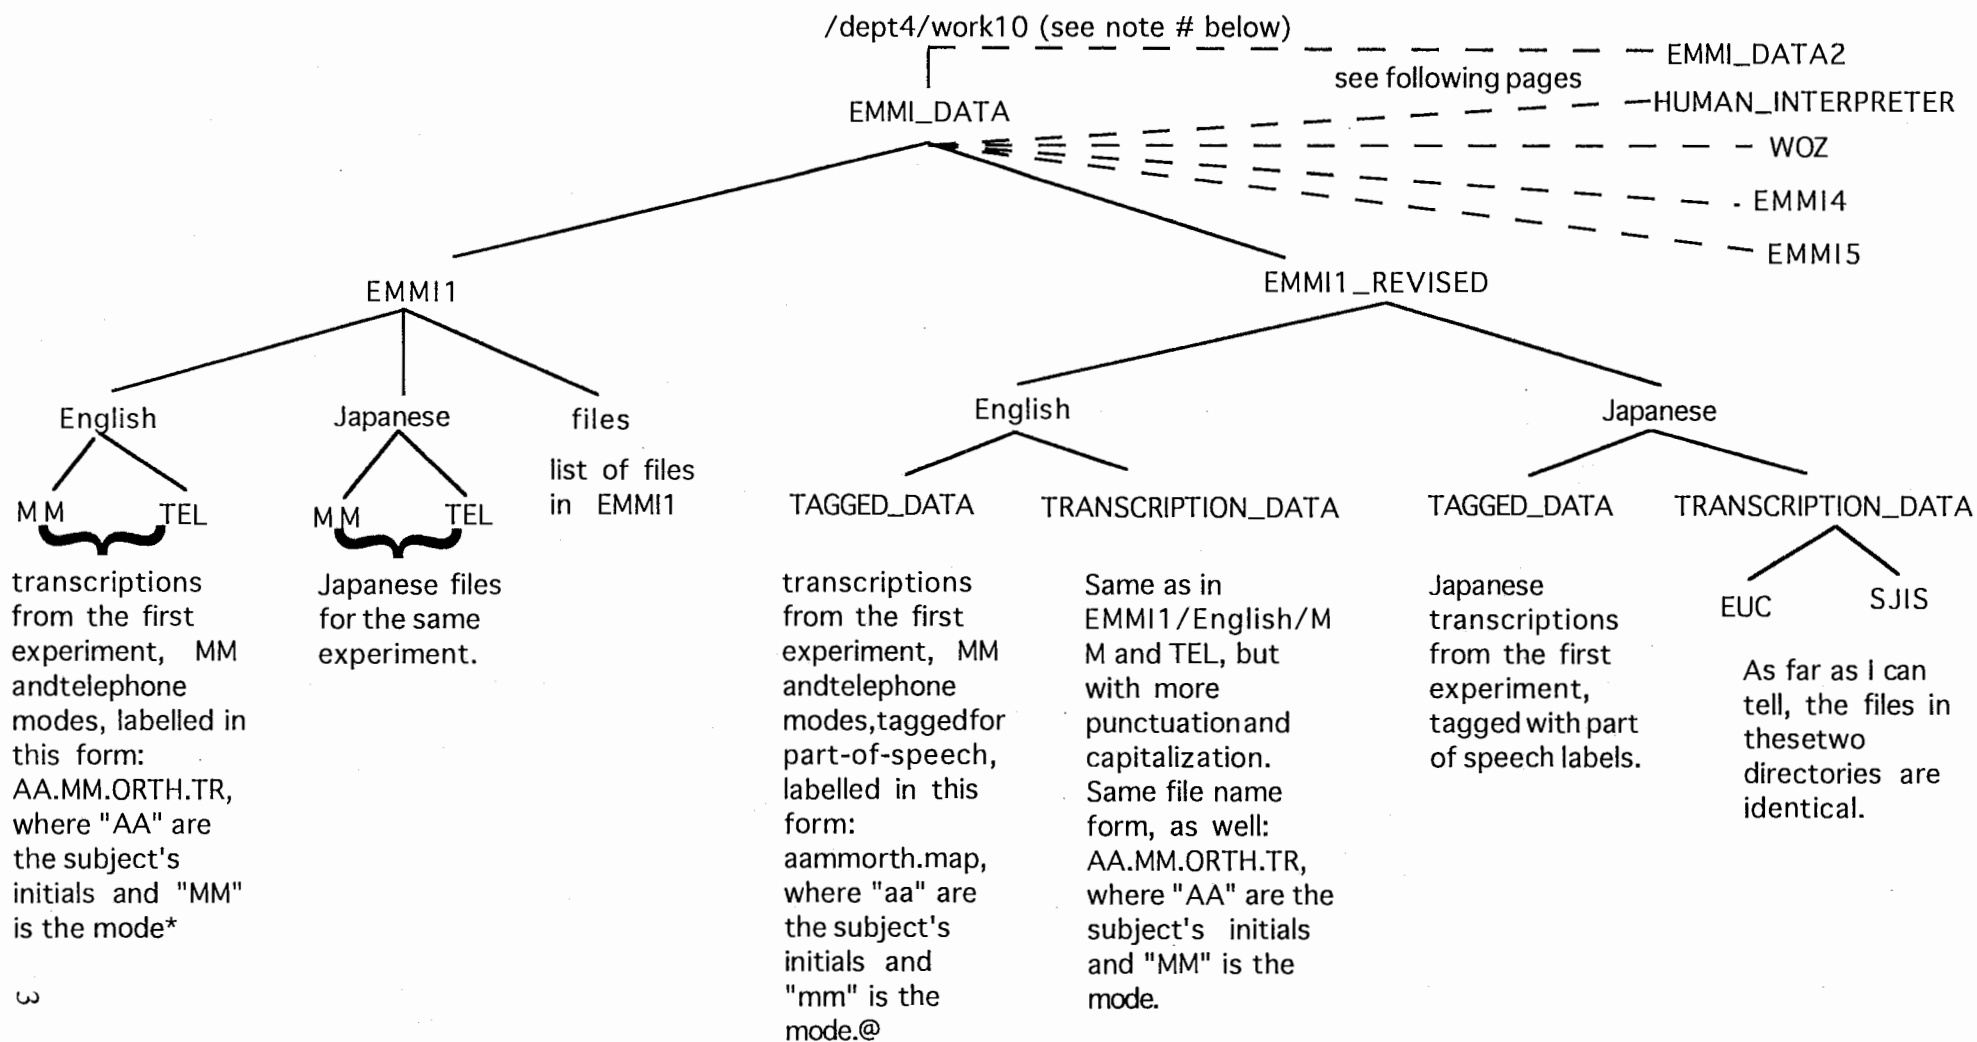 /dept4/work10 (see note # below)
EMMI_DATA2
see following pages
HUMAN_INTERPRETER
EMMI_DATA
WOZ
EMMI4
EMMI5
EMMI1
EMMI1_REVISED
English
Japanese
files
English
Japanese
list of files
in EMMI1
MM
TEL
MM
TEL
TAGGED_DATA
TRANSCRIPTION_DATA
TAGGED_DATA
TRANSCRIPTION_DATA
transcriptions
from the first
experiment, MM
andtelephone
modes, labelled in
this form:
AA.MM.ORTH.TR,
where "AA" are
the subject's
initials and "MM"
is the mode*
Japanese files
for the same
experiment.
transcriptions
from the first
experiment, MM
andtelephone
modes,taggedfor
part-of-speech,
labelled in this
form:
aammorth.map,
where "aa" are
the subject's
initials and
"mm" is the
mode.@
Same as in
EMMI1/English/M
M and TEL, but
with more
punctuationand
capitalization.
Same file name
form, as well:
AA.MM.ORTH.TR,
where "AA" are the
subject's initials
and "MM" is the
mode.
Japanese
transcriptions
from the first
experiment,
tagged with part
of speech labels.
EUC
SJIS
As far as I can
tell, the files in
thesetwo
directories are
identical.
3